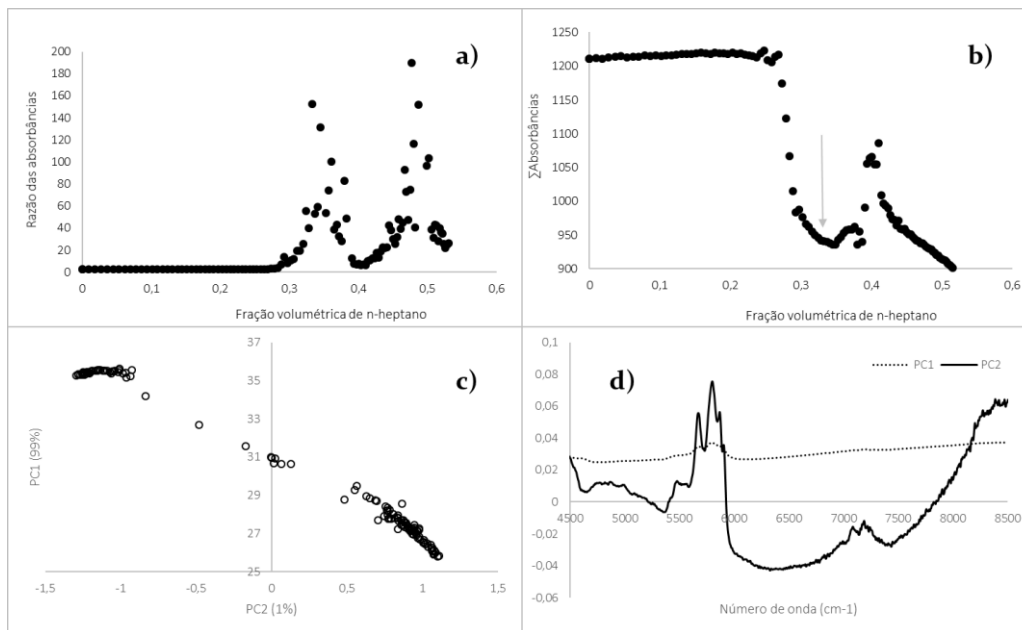 a)
Razão das absorbâncias
200
180
160
140
120
100
80
60
40
20
0
0 0,1 0,2 0,3 0,4 0,5 0,6
Fração volumétrica de n-heptano
b)
∑Absorbâncias
1250
1200
1150
1100
1050
1000
950
900
0 0,1 0,2 0,3 0,4 0,5 0,6
Fração volumétrica de n-heptano
c)
PC1 (99%)
37
35
33
31
29
27
25
-1,5 -1 -0,5 0 0,5 1 1,5
PC2 (1%)
d)
PC1 PC2
0,1
0,08
0,06
0,04
0,02
0
-0,02
-0,04
-0,06
4500 5000 5500 6000 6500 7000 7500 8000 8500
Número de onda (cm-1)